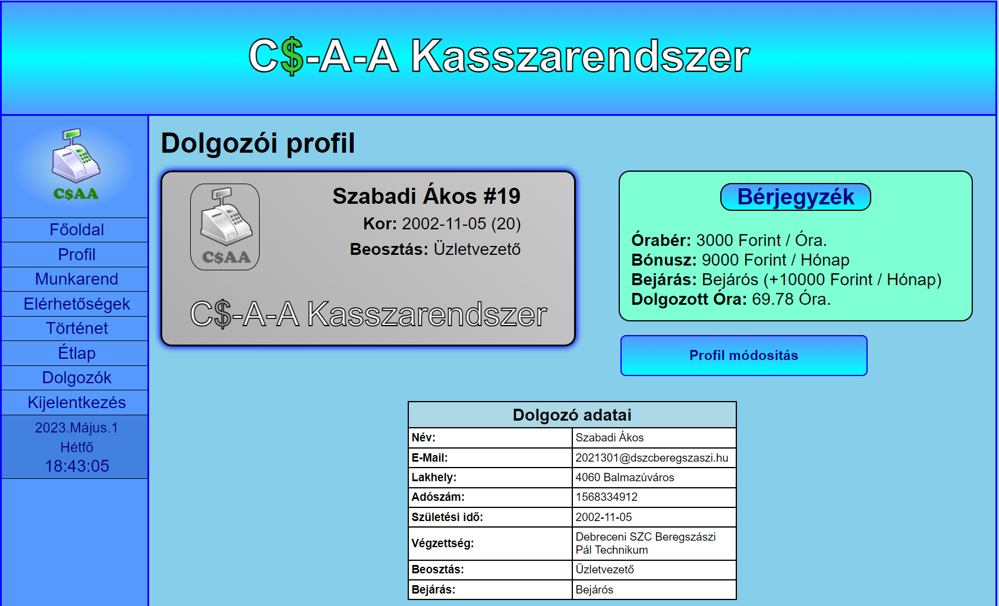 C$-A-A Kasszarendszer
C$AA
Főoldal
Profil
Munkarend
Elérhetőségek
Történet
Étlap
Dolgozók
Kijelentkezés
2023.Május.1
Hétfő
18:43:05
Dolgozói profil
C$AA
Szabadi Ákos #19
Kor: 2002-11-05 (20)
Beosztás: Üzletvezető
C$-A-A Kasszarendszer
Bérjegyzék
Órabér: 3000 Forint / Óra.
Bónusz: 9000 Forint / Hónap
Bejárás: Bejárós (+10000 Forint / Hónap)
Dolgozott Óra: 69.78 Óra.
Profil módosítás
Dolgozó adatai
Név: Szabadi Ákos
E-Mail: 2021301@dszcberegszaszi.hu
Lakhely: 4060 Balmazúváros
Adószám: 1568334912
Születési idő: 2002-11-05
Végzettség: Debreceni SZC Beregszászi
Pál Technikum
Beosztás: Üzletvezető
Bejárás: Bejárós